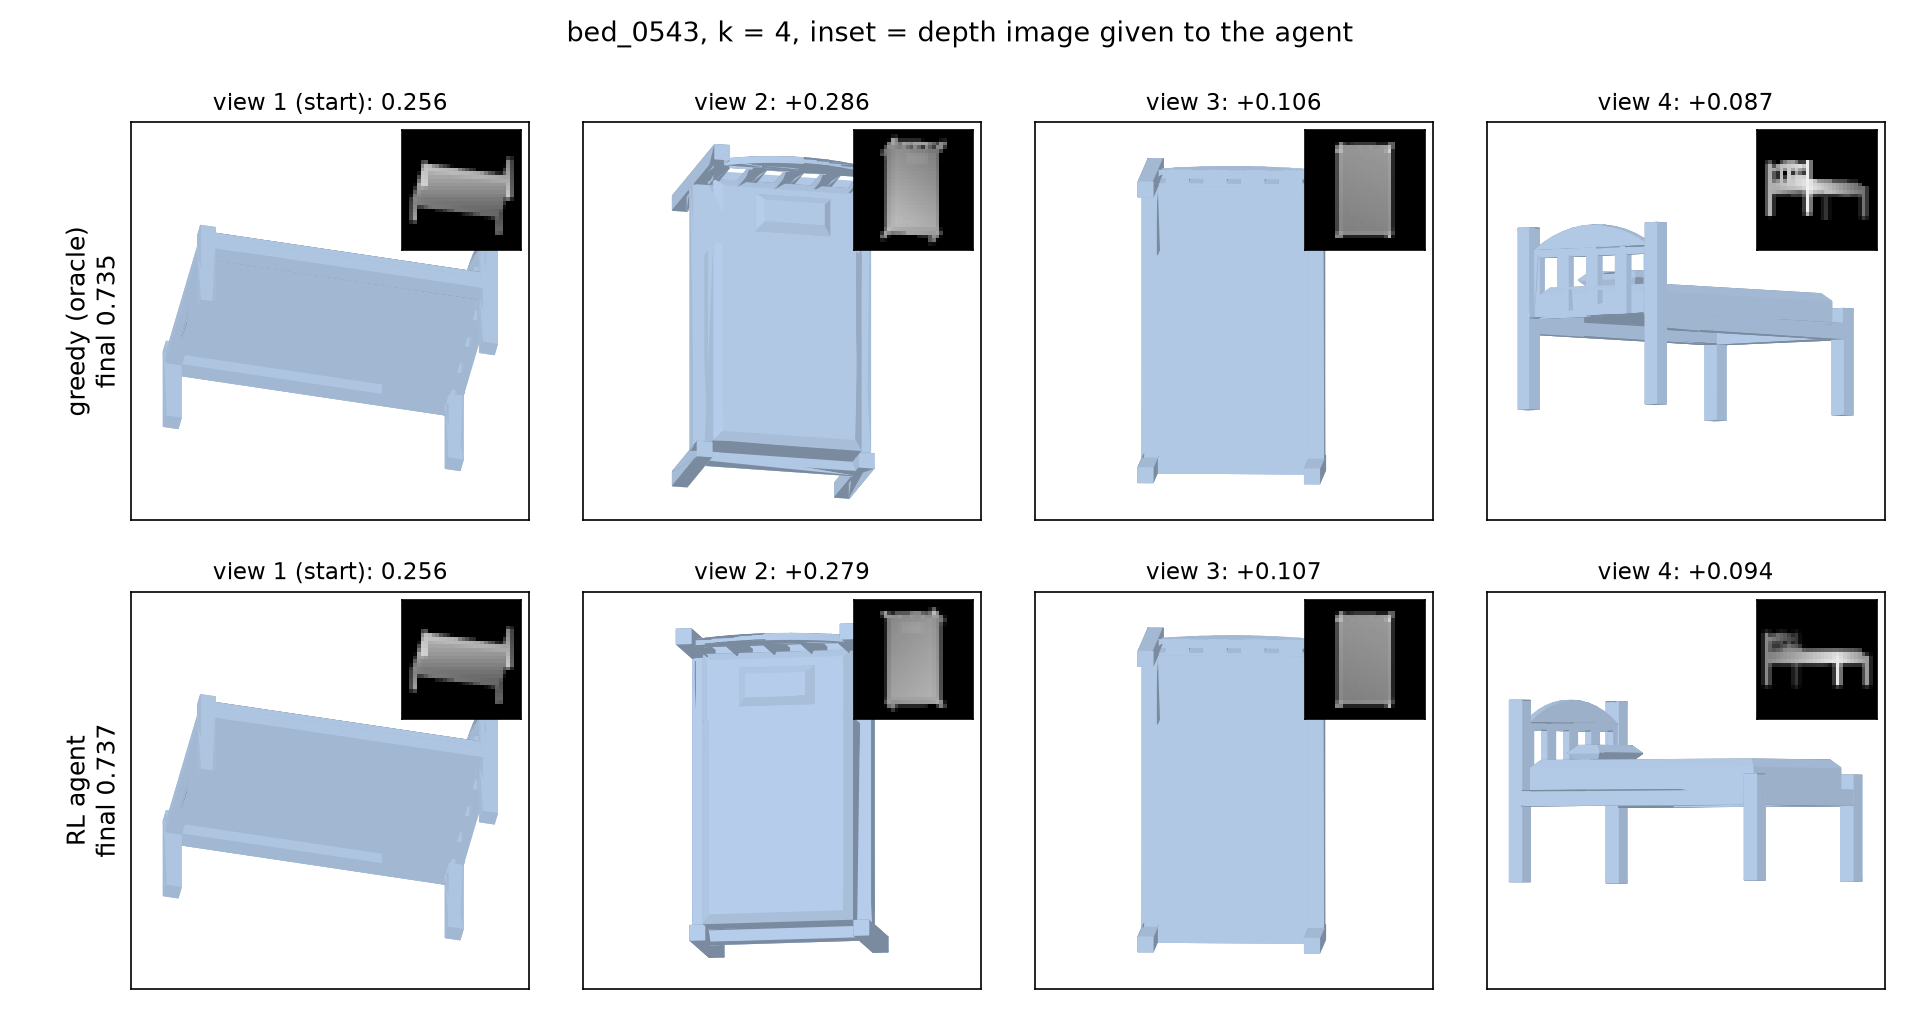 bed_0543, k = 4, inset = depth image given to the agent
view 1 (start): 0.256
view 2: +0.286
view 3: +0.106
view 4: +0.087
greedy (oracle)
final 0.735
view 1 (start): 0.256
view 2: +0.279
view 3: +0.107
view 4: +0.094
RL agent
final 0.737